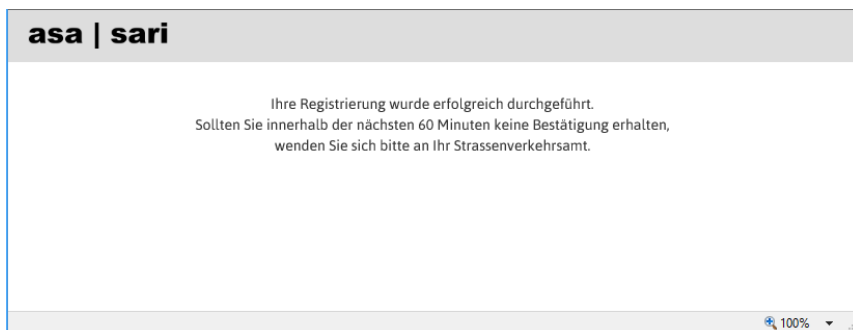 asa | sari
Ihre Registrierung wurde erfolgreich durchgeführt.
Sollten Sie innerhalb der nächsten 60 Minuten keine Bestätigung erhalten,
wenden Sie sich bitte an Ihr Strassenverkehrsamt.
100%